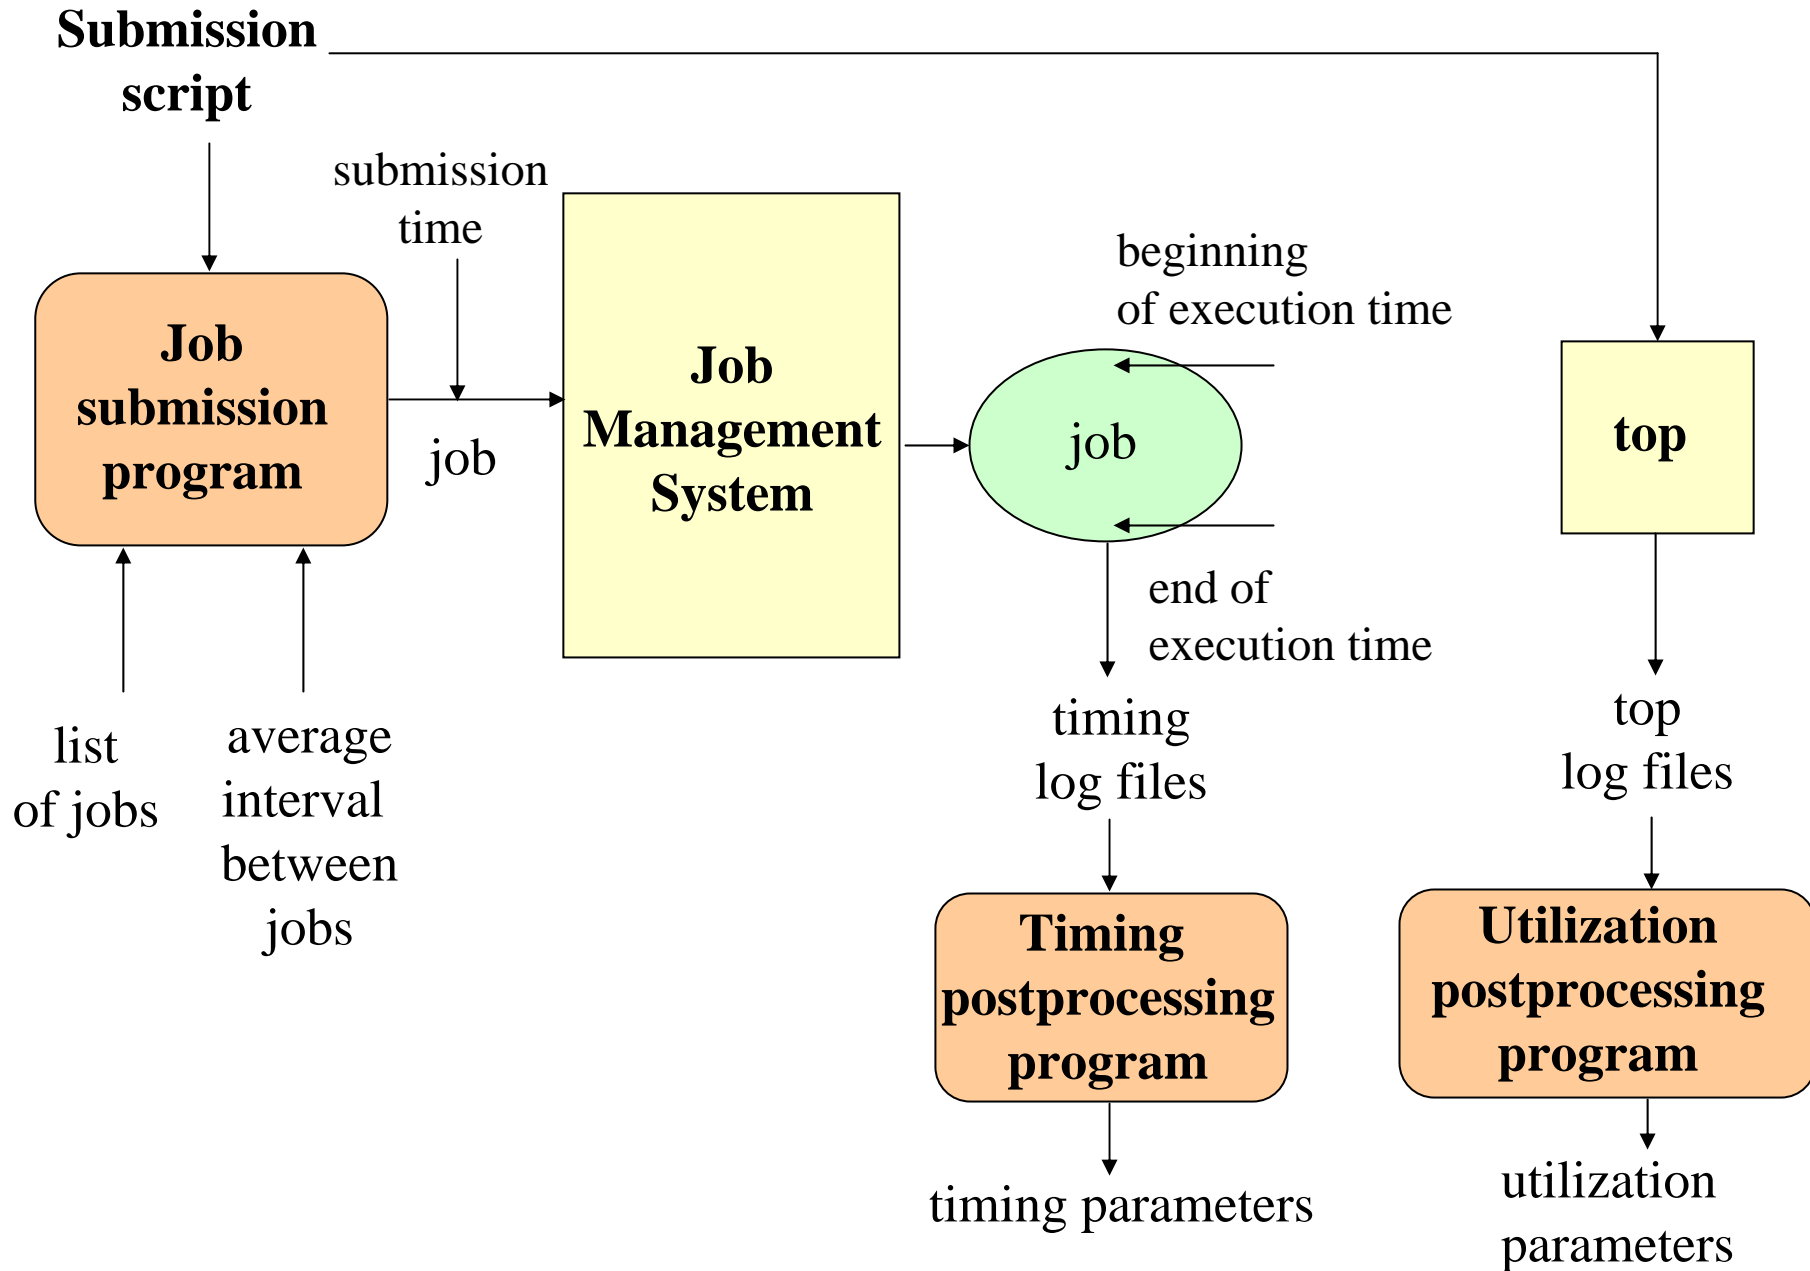 Submission
script
submission
time
beginning
of execution time
Job
submission
program
job
Job
Management
System
job
top
end of
execution time
list
of jobs
average
interval
between
jobs
timing
log files
top
log files
Timing
postprocessing
program
Utilization
postprocessing
program
timing parameters
utilization
parameters